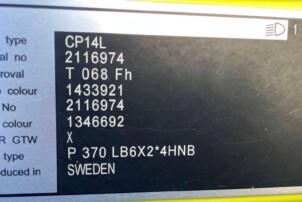 1
type CP14L
al no 2116974
roval T 068 Fh
colour 1433921
No 2116974
colour 1346692
R GTW X
type P 370 LB6X2*4HNB
duced in SWEDEN